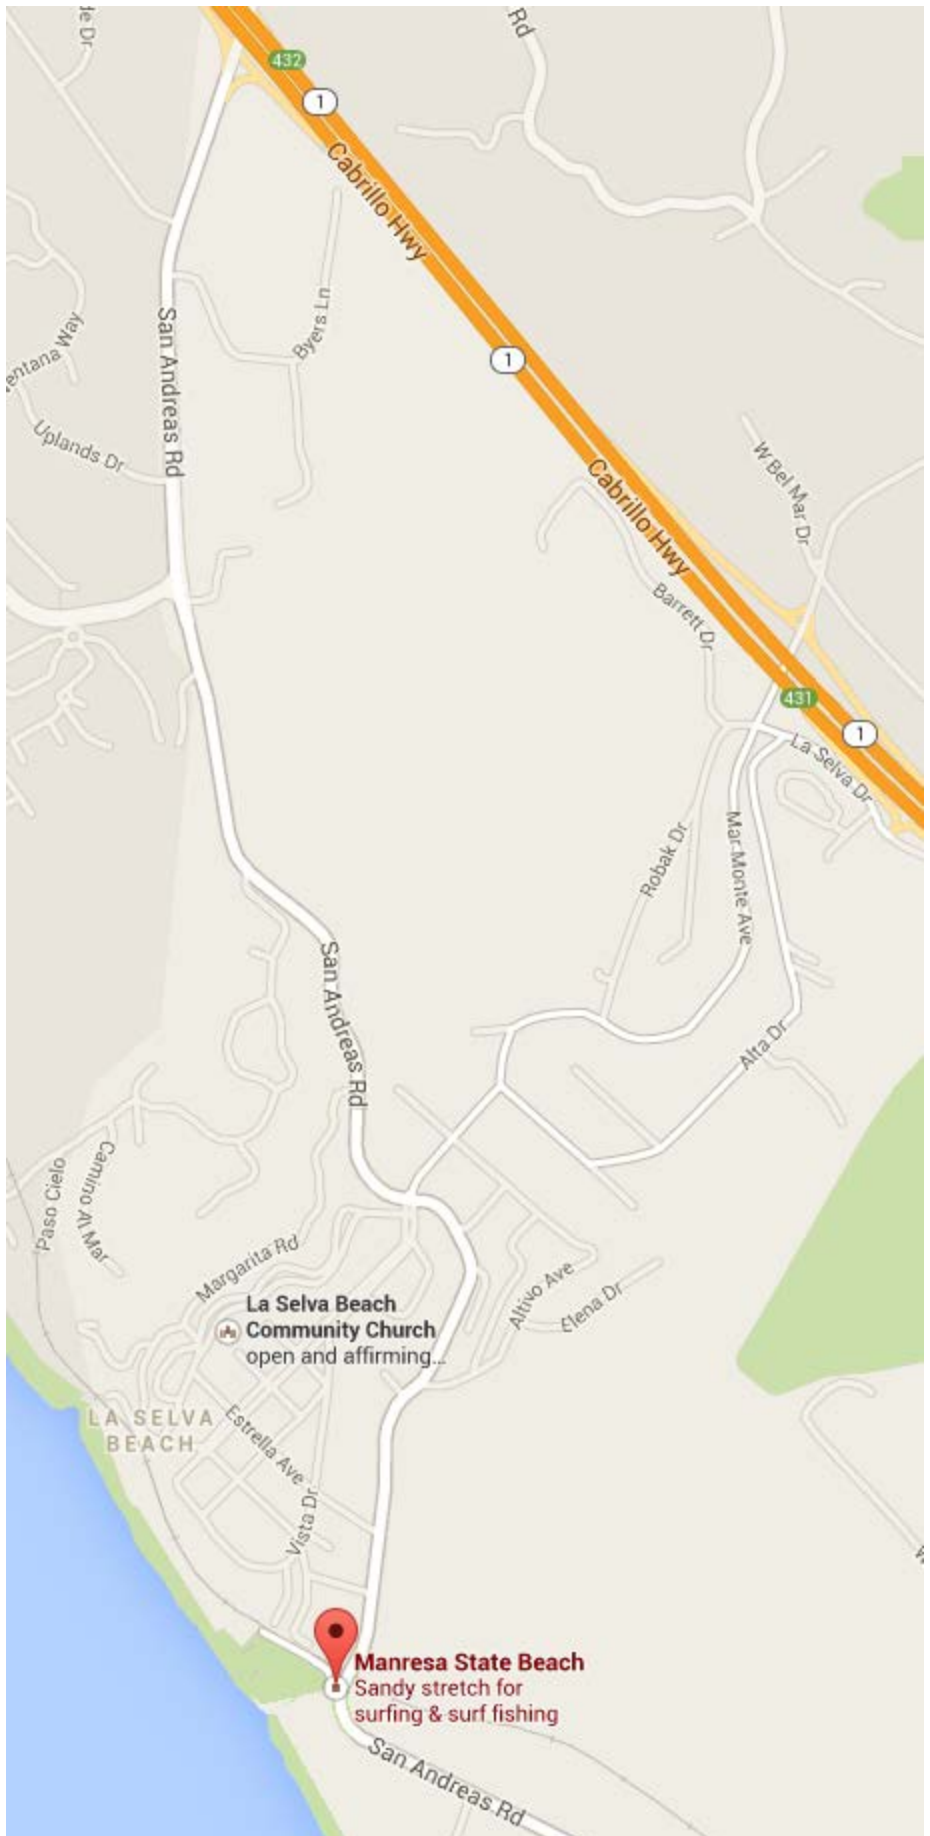 Rd
432
1
Cabrillo Hwy
Byers Ln
San Andreas Rd
1
Uplands Dr
W Bel Mar Dr
Cabrillo Hwy
Barrett Dr
431
1
La Selva Dr
Robak Dr
Mar Monte Ave
San Andreas Rd
Alta Dr
Paso Cielo
Camino Al Mar
Margarita Rd
Altivo Ave
Elena Dr
La Selva Beach
Community Church
open and affirming...
LA SELVA
BEACH
Estrella Ave
Vista Dr
Manresa State Beach
Sandy stretch for
surfing & surf fishing
San Andreas Rd